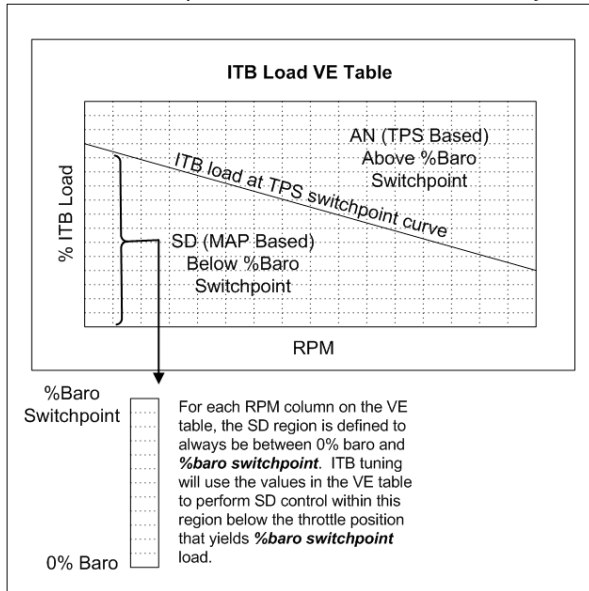 ITB Load VE Table
AN (TPS Based)
Above %Baro
Switchpoint
ITB load at TPS switchpoint curve
% ITB Load
SD (MAP Based)
Below %Baro
Switchpoint
RPM
%Baro
Switchpoint
For each RPM column on the VE
table, the SD region is defined to
always be between 0% baro and
%baro switchpoint. ITB tuning
will use the values in the VE table
to perform SD control within this
region below the throttle position
that yields %baro switchpoint
load.
0% Baro